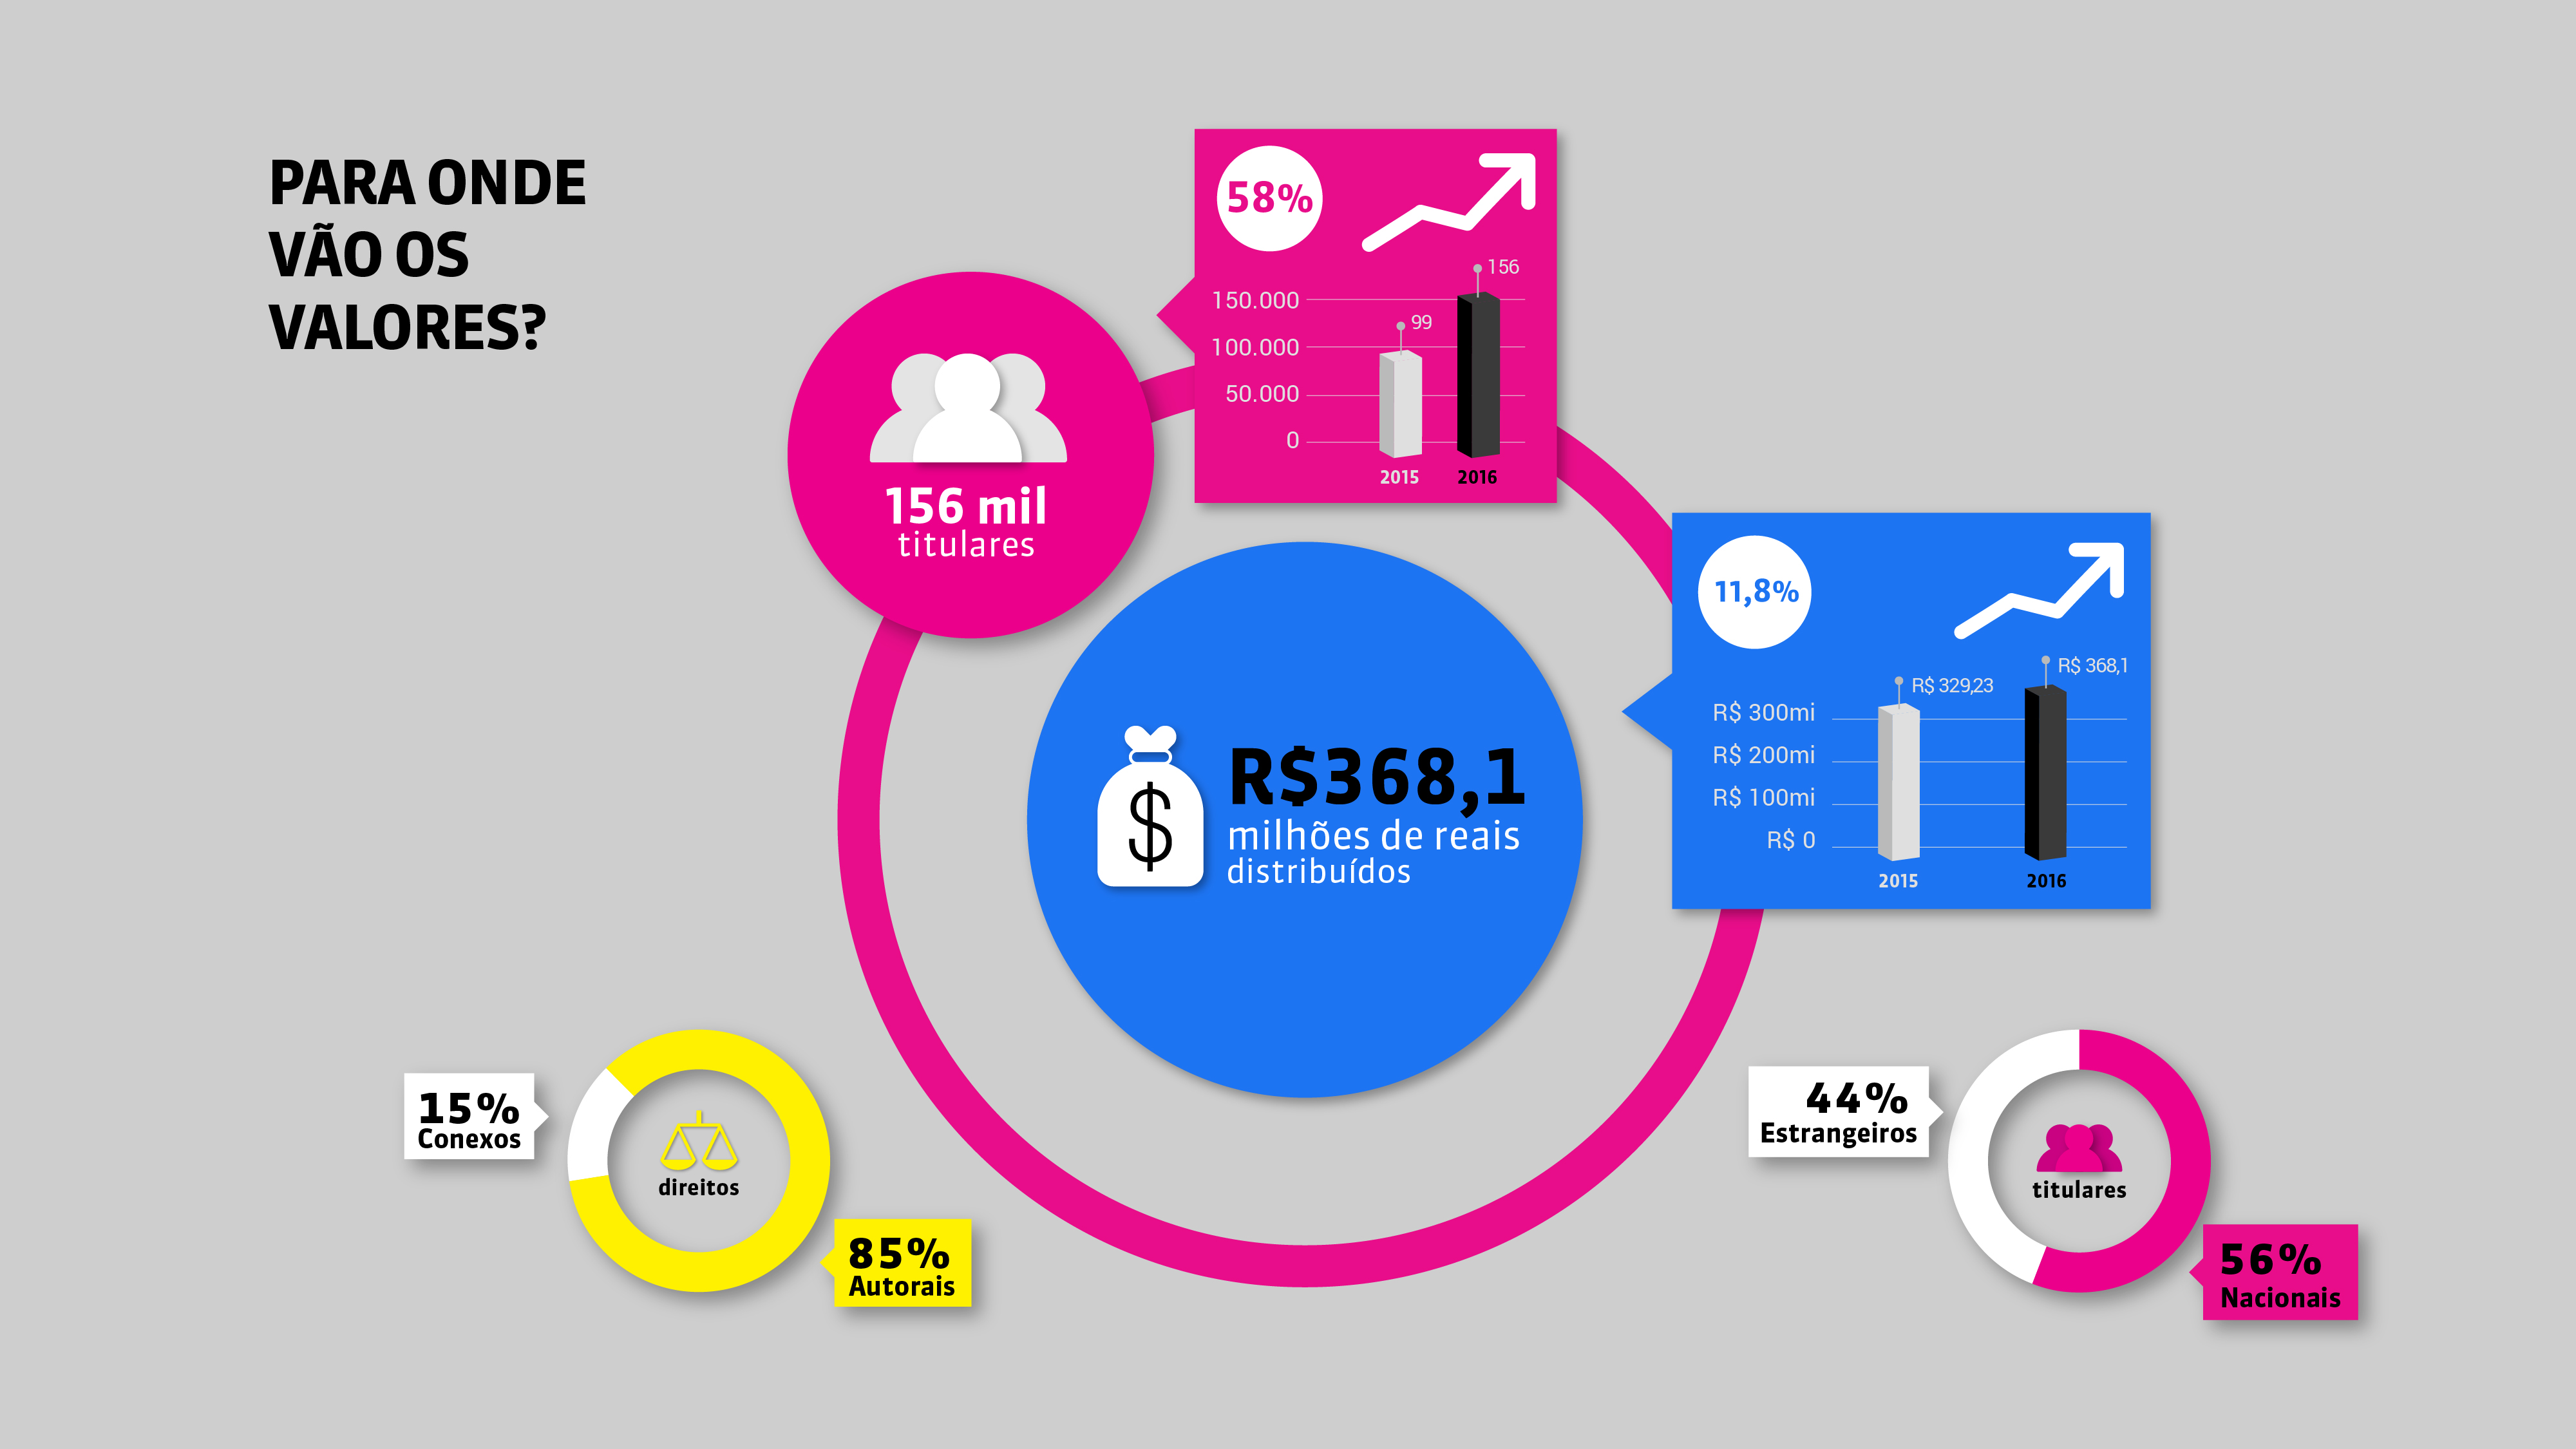 PARA ONDE
VÃO OS
VALORES?
58%
156
150.000
99
100.000
50.000
0
2015 2016
156 mil
titulares
11,8%
R$ 368,1
R$ 329,23
R$ 300mi
R$ 200mi
R$ 100mi
R$ 0
2015 2016
$
R$368,1
milhões de reais
distribuídos
15%
Conexos
direitos
85%
Autorais
44%
Estrangeiros
titulares
56%
Nacionais